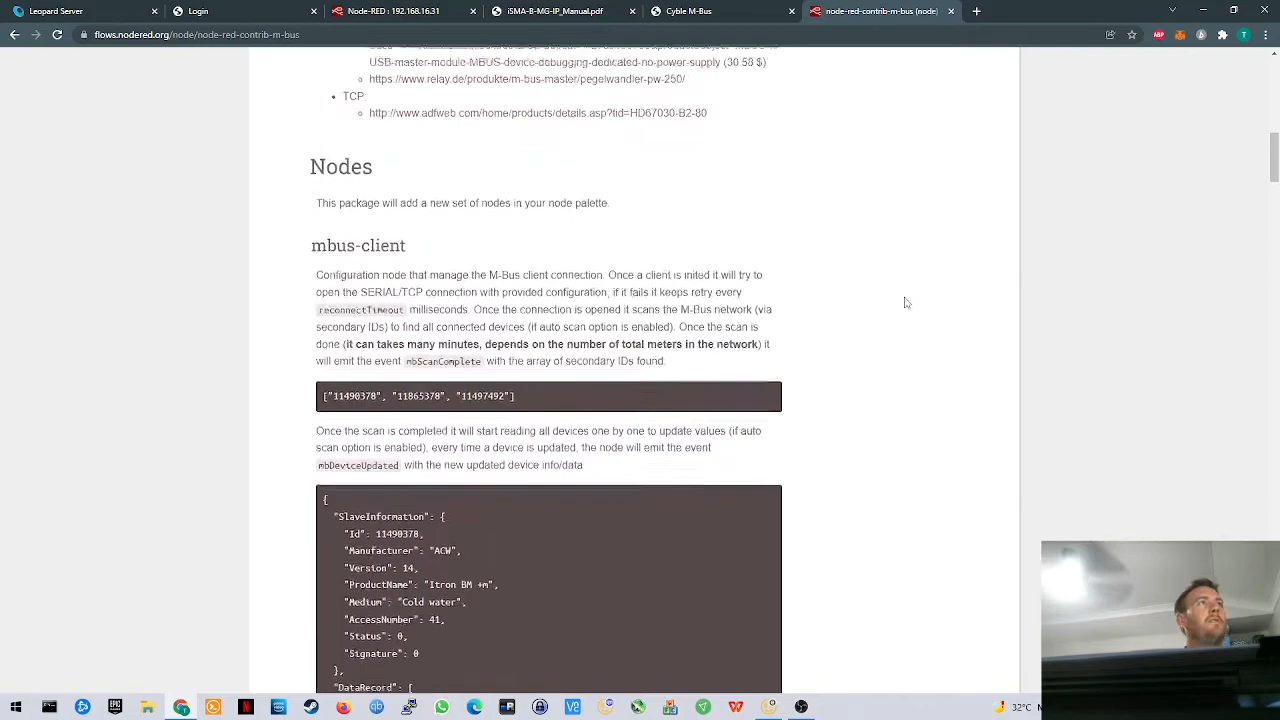 Leopard Server
Login
Node-RED : 192.168.16.31
iSMA-B-MG-IP_Manual.pdf
Cyble M-Bus
node-red-contrib-m-bus (node)
flows.nodered.org/node/node-red-contrib-m-bus
USB-master-module-MBUS-device-debugging-dedicated-no-power-supply (30.58 $)
https://www.relay.de/produkte/m-bus-master/pegelwandler-pw-250/
TCP:
http://www.adfweb.com/home/products/details.asp?tid=HD67030-B2-80
Nodes
This package will add a new set of nodes in your node palette.
mbus-client
Configuration node that manage the M-Bus client connection. Once a client is inited it will try to
open the SERIAL/TCP connection with provided configuration, if it fails it keeps retry every
reconnectTimeout milliseconds. Once the connection is opened it scans the M-Bus network (via
secondary IDs) to find all connected devices (if auto scan option is enabled). Once the scan is
done (it can takes many minutes, depends on the number of total meters in the network) it
will emit the event mbScanComplete with the array of secondary IDs found:
["11490378", "11865378", "11497492"]
Once the scan is completed it will start reading all devices one by one to update values (if auto
scan option is enabled), every time a device is updated, the node will emit the event
mbDeviceUpdated with the new updated device info/data
{
"SlaveInformation": {
"Id": 11490378,
"Manufacturer": "ACW",
"Version": 14,
"ProductName": "Itron BM +m",
"Medium": "Cold water",
"AccessNumber": 41,
"Status": 0,
"Signature": 0
},
"DataRecord": [
32°C